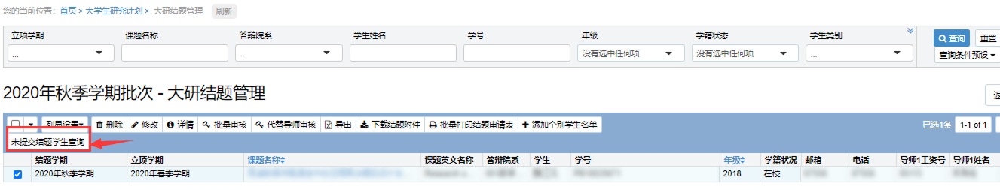 您的当前位置：首页 > 大学生研究计划 > 大研结题管理 刷新
立项学期 课题名称 答辩院系 学生姓名 学号 年级 学籍状态 学生类别
... ... 没有选中任何项 没有选中任何项 ...
查询 重置
查询条件预设
2020年秋季学期批次 - 大研结题管理
列显设置 删除 修改 详情 批量审核 代替导师审核 导出 下载结题附件 批量打印结题申请表 添加个别学生名单 已选1条 1-1 of 1
未提交结题学生查询
结题学期 立项学期 课题名称 课题英文名称 答辩院系 学生 学号 年级 学籍状况 邮箱 电话 导师1工资号 导师1姓名
2020年秋季学期 2020年春季学期 2018 在校